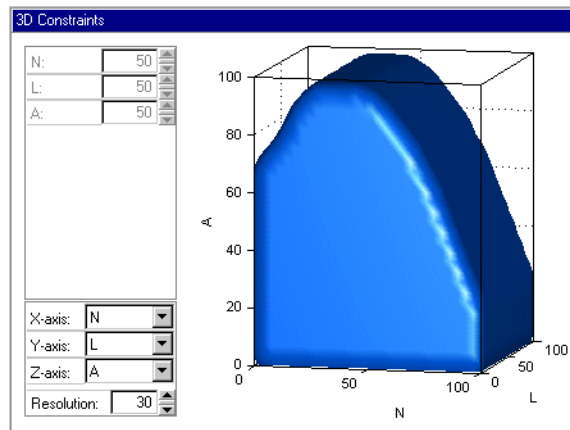 3D Constraints
N: 50
L: 50
A: 50
X-axis: N
Y-axis: L
Z-axis: A
Resolution: 30
100
80
60
40
20
0
A
0
50
100
N
0
50
100
L